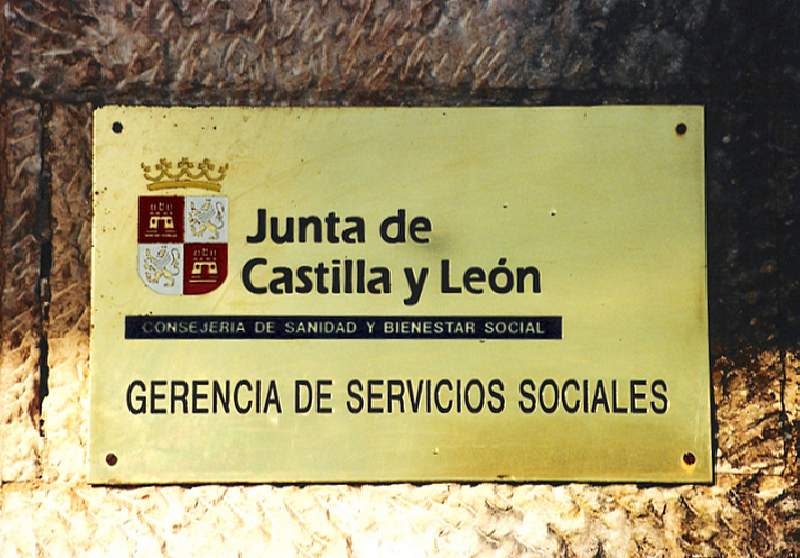 Junta de
Castilla y León
CONSEJERIA DE SANIDAD Y BIENESTAR SOCIAL
GERENCIA DE SERVICIOS SOCIALES